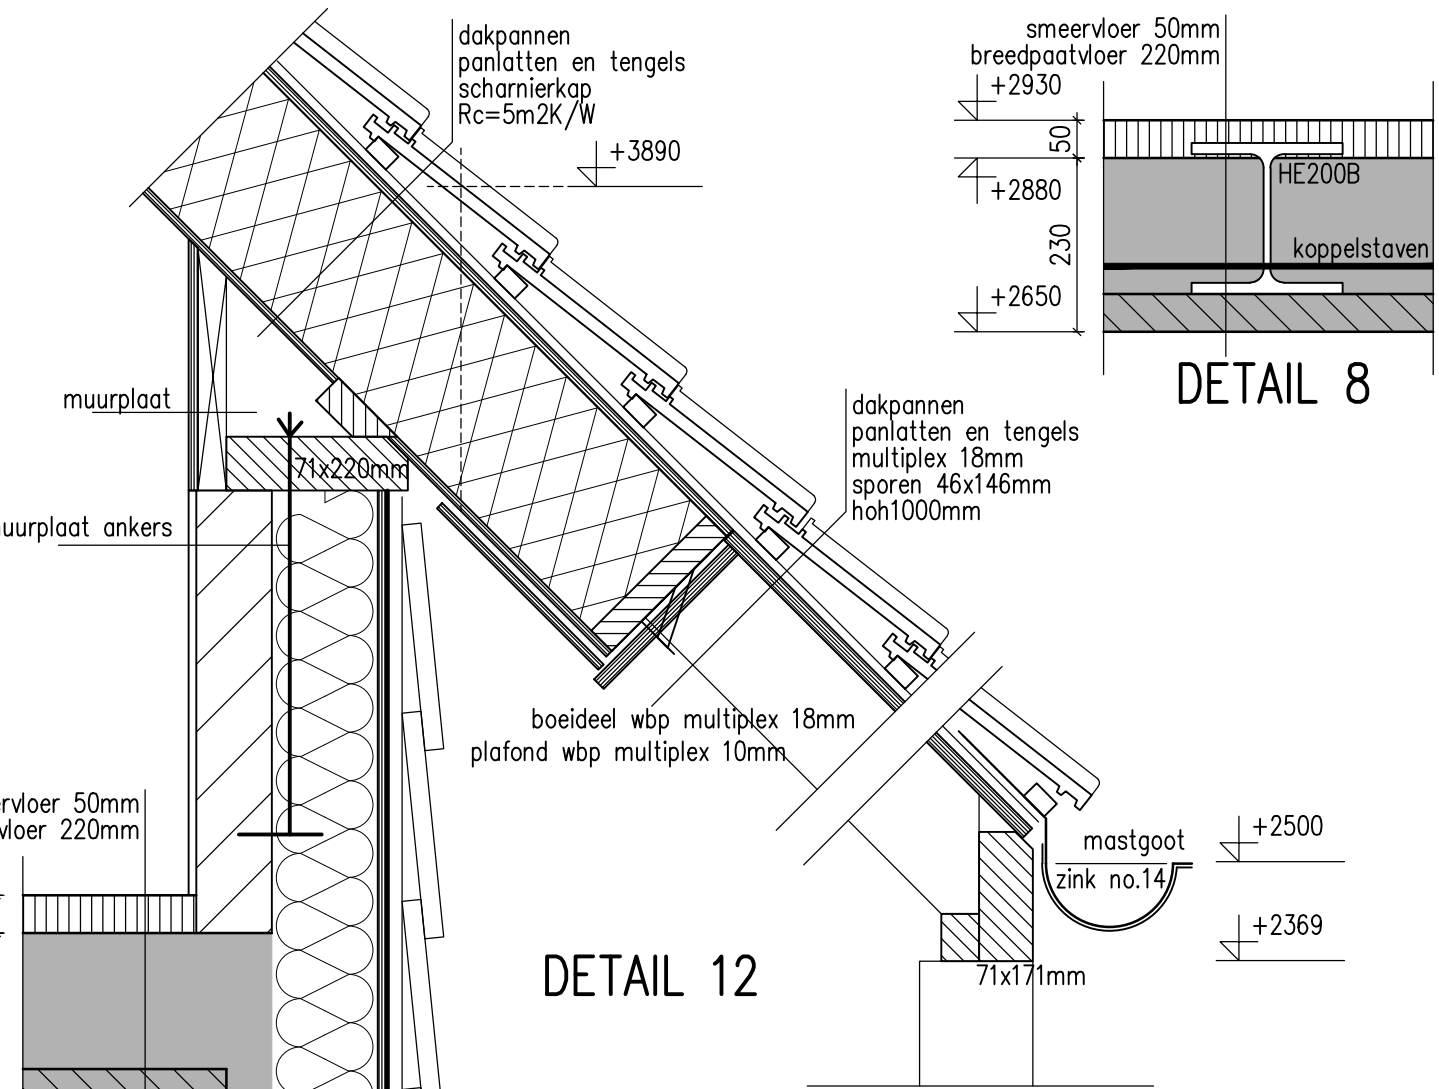 dakpannen
panlatten en tengels
scharnierkap
Rc=5m2K/W
+3890
smeervloer 50mm
breedpaatvloer 220mm
+2930
50
+2880
HE200B
230
koppelstaven
+2650
DETAIL 8
muurplaat
71x220mm
muurplaat ankers
dakpannen
panlatten en tengels
multiplex 18mm
sporen 46x146mm
hoh1000mm
boeideel wbp multiplex 18mm
plafond wbp multiplex 10mm
ervloer 50mm
vloer 220mm
mastgoot
zink no.14
+2500
+2369
71x171mm
DETAIL 12